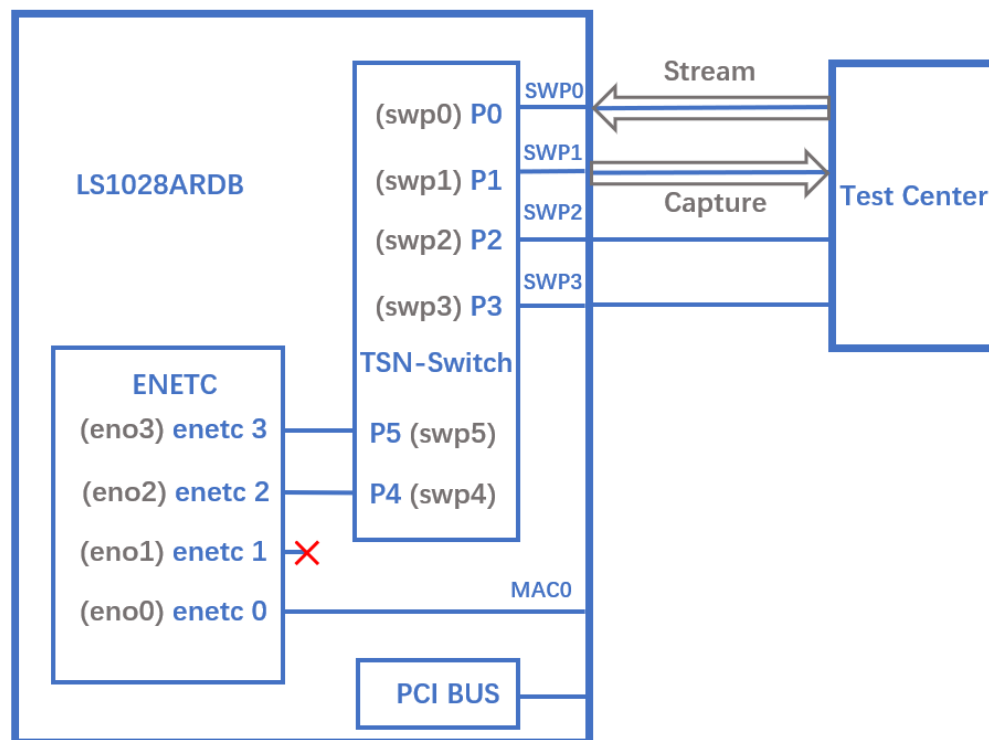 SWP0
Stream
(swp0) P0
SWP1
LS1028ARDB
(swp1) P1
Test Center
Capture
SWP2
(swp2) P2
SWP3
(swp3) P3
TSN-Switch
ENETC
(eno3) enetc 3
P5 (swp5)
(eno2) enetc 2
P4 (swp4)
(eno1) enetc 1
(eno0) enetc 0
MAC0
PCI BUS